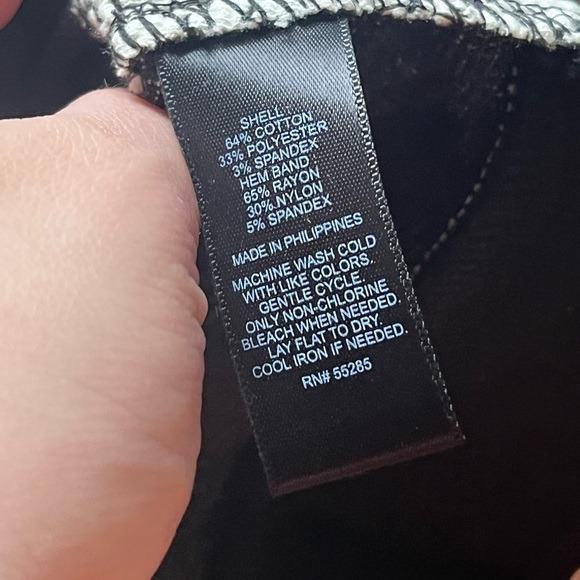 SHELL
64% COTTON
33% POLYESTER
3% SPANDEX
HEM BAND
65% RAYON
30% NYLON
5% SPANDEX
MADE IN PHILIPPINES
MACHINE WASH COLD
WITH LIKE COLORS.
GENTLE CYCLE.
ONLY NON-CHLORINE
BLEACH WHEN NEEDED.
LAY FLAT TO DRY.
COOL IRON IF NEEDED.
RN# 55285